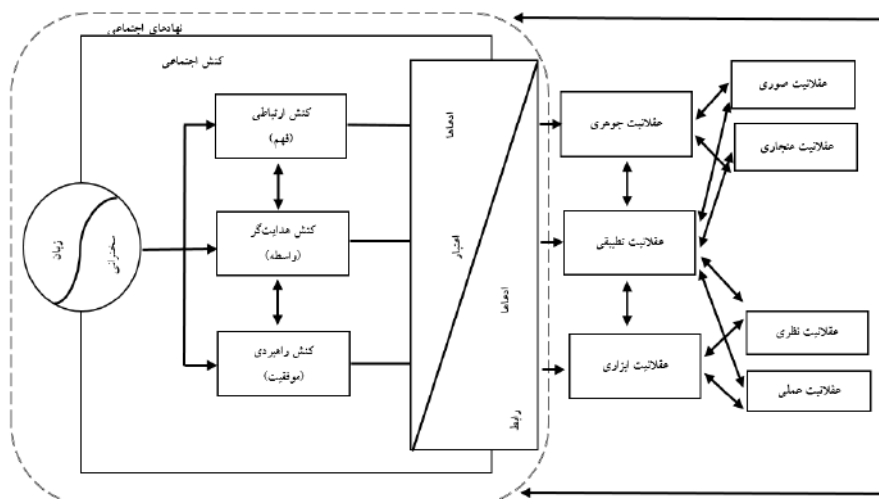 نهادهای اجتماعی
کنش اجتماعی
زبان
سخنرانی
کنش ارتباطی
(فهم)
کنش هدایت‌گر
(واسطه)
کنش راهبردی
(موفقیت)
ادعاها
اعتبار
ادعاها
رابط
عقلانیت جوهری
عقلانیت تطبیقی
عقلانیت ابزاری
عقلانیت صوری
عقلانیت هنجاری
عقلانیت نظری
عقلانیت عملی